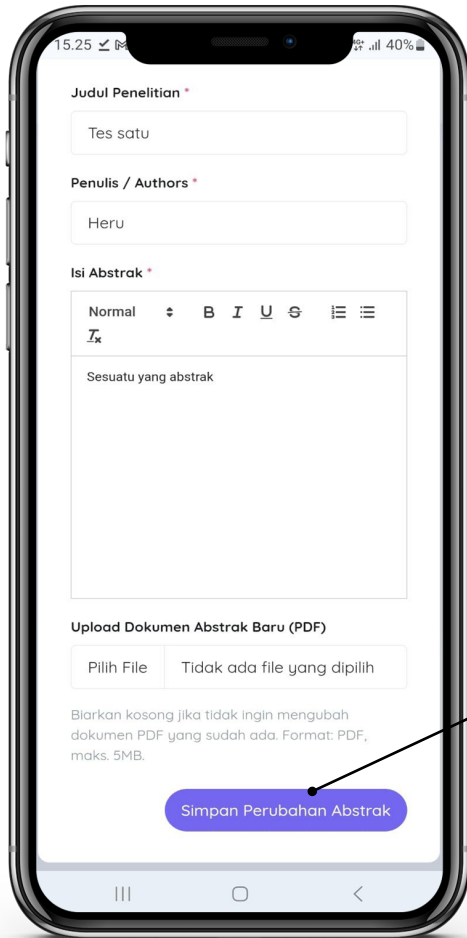 15.25
40%
Judul Penelitian *
Tes satu
Penulis / Authors *
Heru
Isi Abstrak *
Normal B I U S
Tx
Sesuatu yang abstrak
Upload Dokumen Abstrak Baru (PDF)
Pilih File Tidak ada file yang dipilih
Biarkan kosong jika tidak ingin mengubah
dokumen PDF yang sudah ada. Format: PDF,
maks. 5MB.
Simpan Perubahan Abstrak